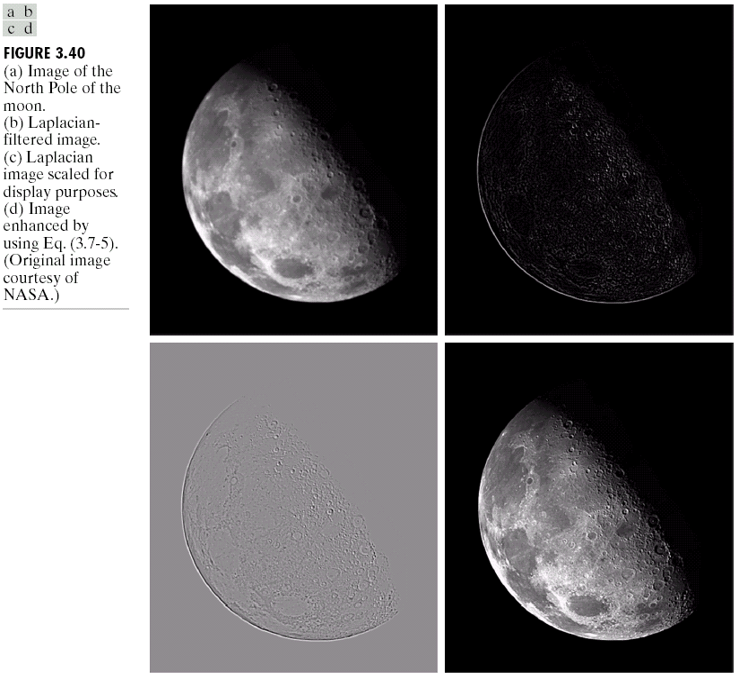 a b
c d
FIGURE 3.40
(a) Image of the
North Pole of the
moon.
(b) Laplacian-
filtered image.
(c) Laplacian
image scaled for
display purposes.
(d) Image
enhanced by
using Eq. (3.7-5).
(Original image
courtesy of
NASA.)